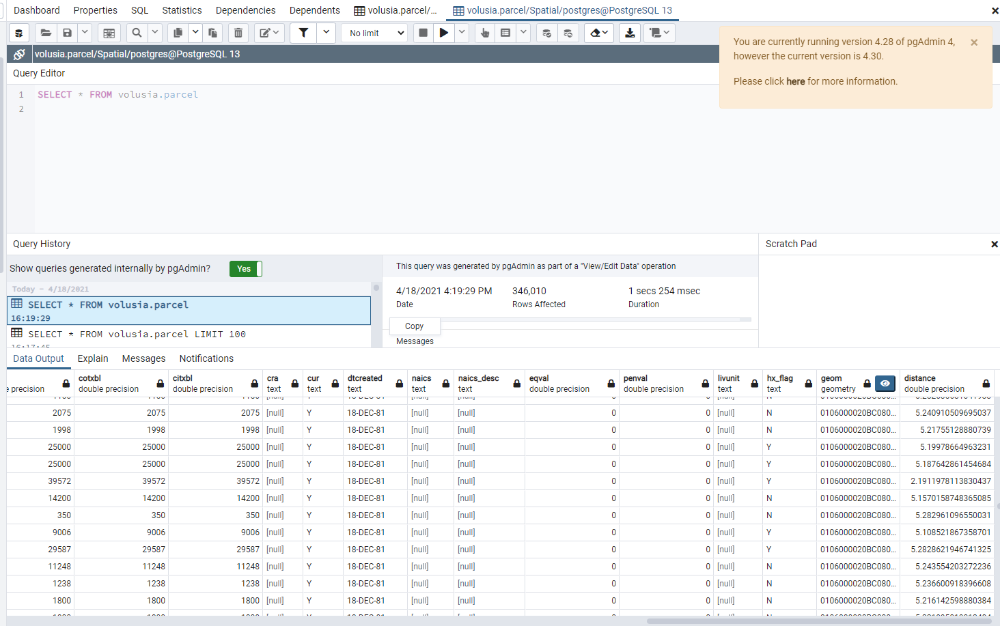 Dashboard Properties SQL Statistics Dependencies Dependents volusia.parcel/... volusia.parcel/Spatial/postgres@PostgreSQL 13
No limit
volusia.parcel/Spatial/postgres@PostgreSQL 13
You are currently running version 4.28 of pgAdmin 4,
however the current version is 4.30.
Please click here for more information.
Query Editor
1 SELECT * FROM volusia.parcel
2
Query History
Scratch Pad
Show queries generated internally by pgAdmin? Yes
Today - 4/18/2021
SELECT * FROM volusia.parcel
16:19:29
SELECT * FROM volusia.parcel LIMIT 100
16:17:45
This query was generated by pgAdmin as part of a "View/Edit Data" operation
4/18/2021 4:19:29 PM 346,010 1 secs 254 msec
Date Rows Affected Duration
Copy
Messages
Data Output Explain Messages Notifications
cotxbl citxbl cra cur dtcreated naics naics_desc eqval penval livunit hx_flag geom distance
e precision double precision double precision text text text text text double precision double precision text text geometry double precision
2075 2075 2075 [null] Y 18-DEC-81 [null] [null] 0 0 [null] N 0106000020BC080... 5.240910509695037
1998 1998 1998 [null] Y 18-DEC-81 [null] [null] 0 0 [null] N 0106000020BC080... 5.21755128880739
25000 25000 25000 [null] Y 18-DEC-81 [null] [null] 0 0 [null] Y 0106000020BC080... 5.19978664963231
25000 25000 25000 [null] Y 18-DEC-81 [null] [null] 0 0 [null] Y 0106000020BC080... 5.187642861454684
39572 39572 39572 [null] Y 18-DEC-81 [null] [null] 0 0 [null] Y 0106000020BC080... 2.1911978113830437
14200 14200 14200 [null] Y 18-DEC-81 [null] [null] 0 0 [null] N 0106000020BC080... 5.1570158748365085
350 350 350 [null] Y 18-DEC-81 [null] [null] 0 0 [null] N 0106000020BC080... 5.282961096550031
9006 9006 9006 [null] Y 18-DEC-81 [null] [null] 0 0 [null] Y 0106000020BC080... 5.108521867358701
29587 29587 29587 [null] Y 18-DEC-81 [null] [null] 0 0 [null] Y 0106000020BC080... 5.2828621946741325
11248 11248 11248 [null] Y 18-DEC-81 [null] [null] 0 0 [null] N 0106000020BC080... 5.243554203272236
1238 1238 1238 [null] Y 18-DEC-81 [null] [null] 0 0 [null] N 0106000020BC080... 5.236600918396608
1800 1800 1800 [null] Y 18-DEC-81 [null] [null] 0 0 [null] N 0106000020BC080... 5.216142598880384